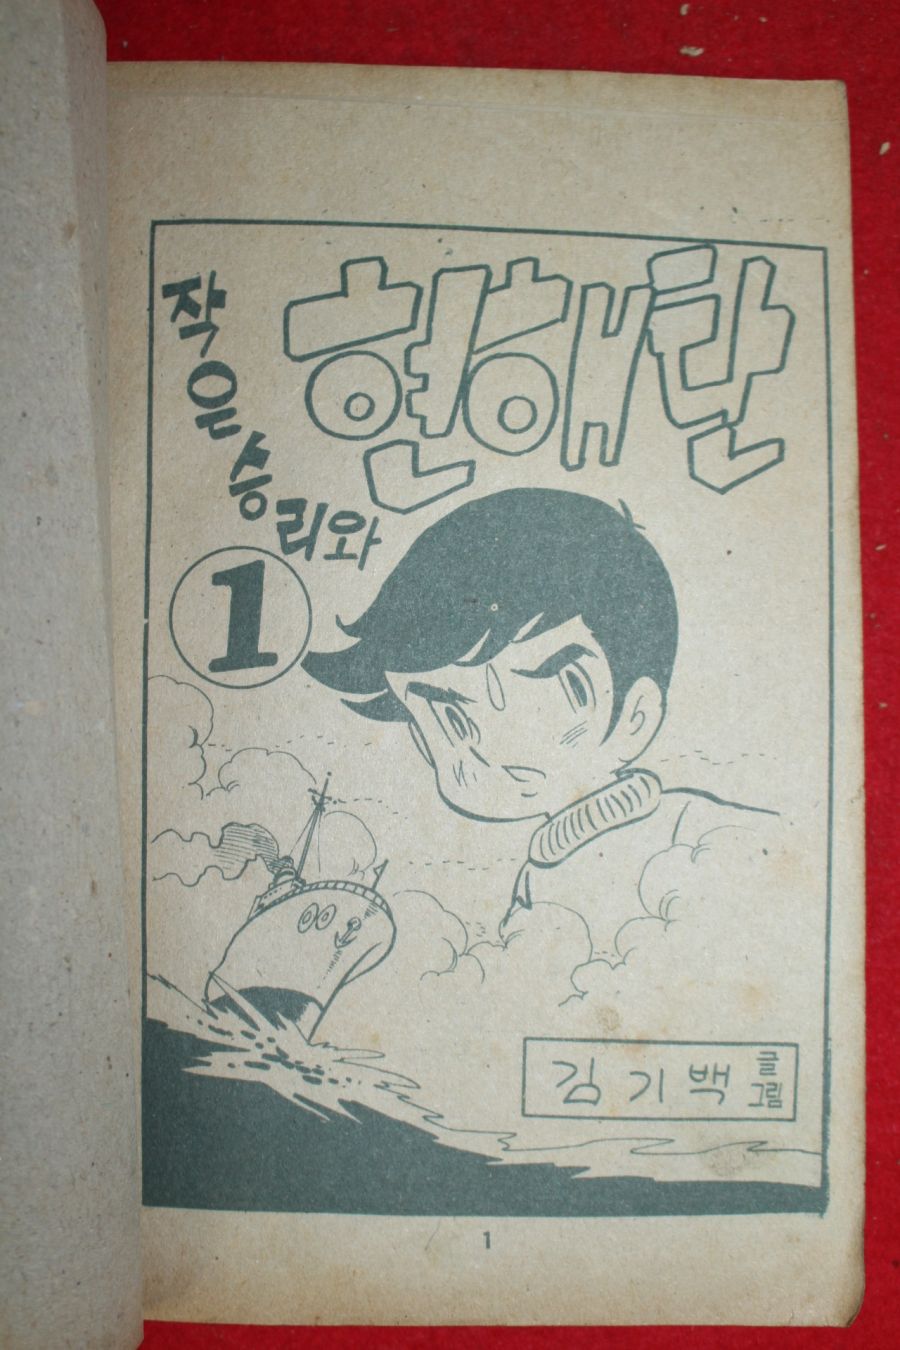 작은 승리와
현해탄
1
김기백 글 그림
1